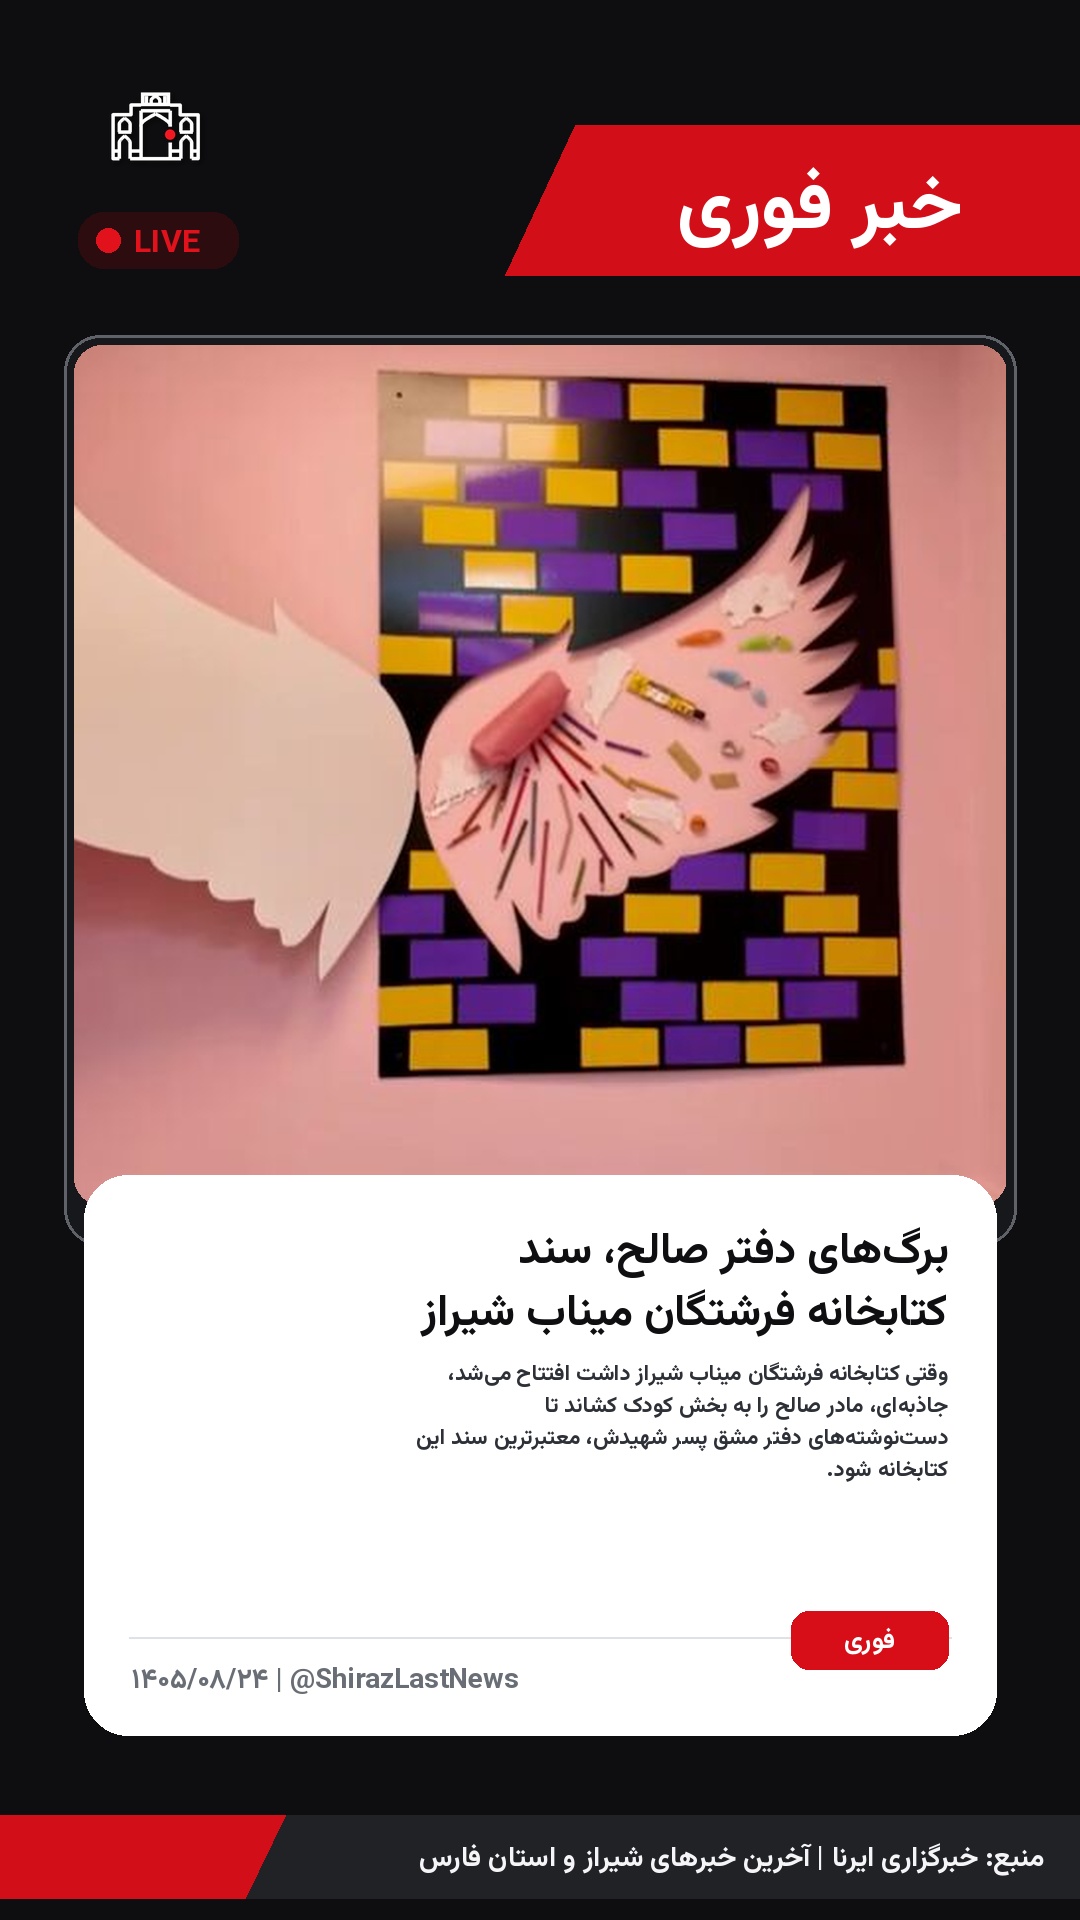 خبر فوری
LIVE
برگ‌های دفتر صالح، سند
کتابخانه فرشتگان میناب شیراز
وقتی کتابخانه فرشتگان میناب شیراز داشت افتتاح می‌شد،
جاذبه‌ای، مادر صالح را به بخش کودک کشاند تا
دست‌نوشته‌های دفتر مشق پسر شهیدش، معتبرترین سند این
کتابخانه شود.
فوری
۱۴۰۵/۰۸/۲۴ | @ShirazLastNews
منبع: خبرگزاری ایرنا | آخرین خبرهای شیراز و استان فارس